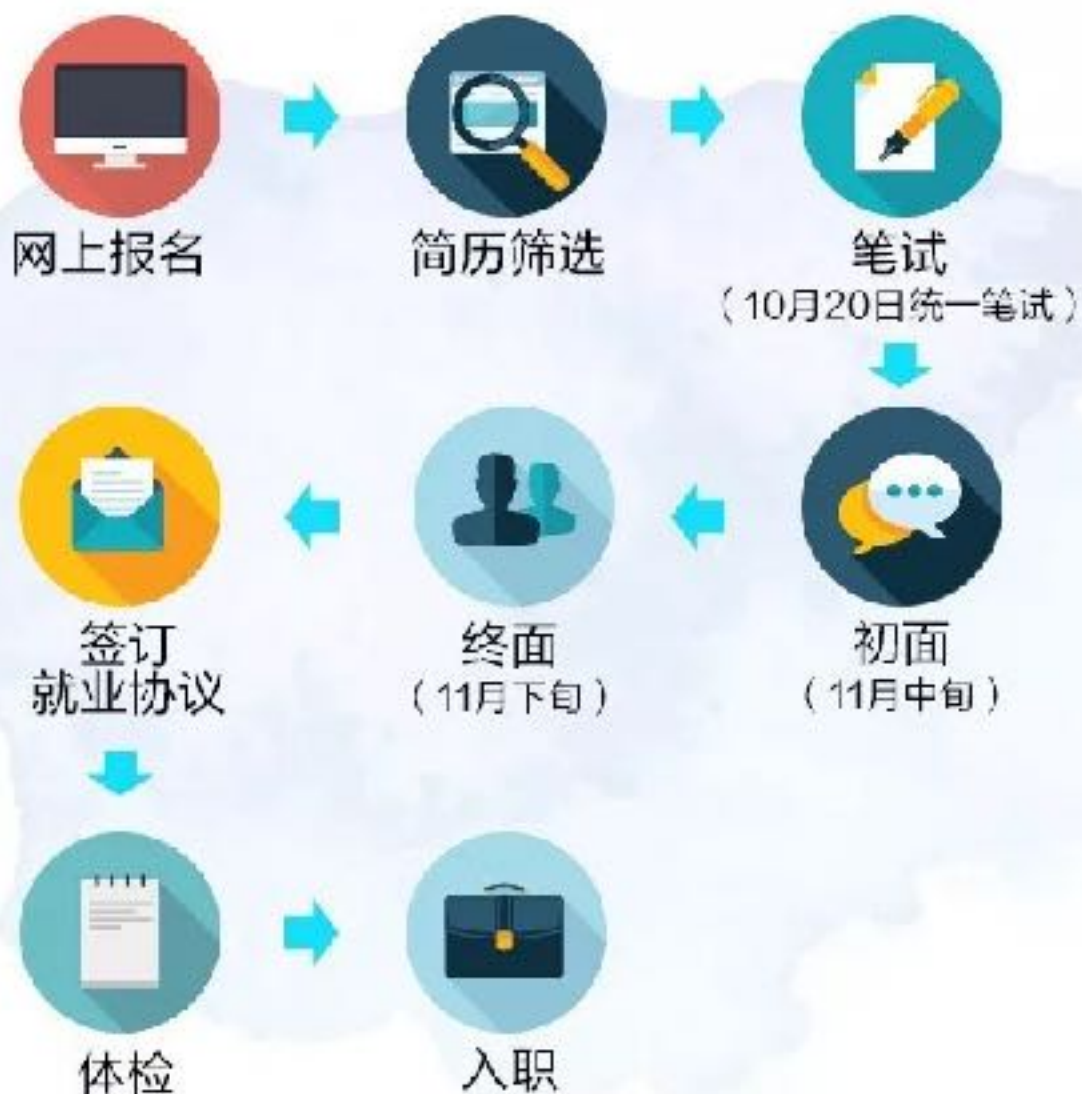 网上报名
简历筛选
笔试
（10月20日统一笔试）
初面
（11月中旬）
终面
（11月下旬）
签订
就业协议
体检
入职